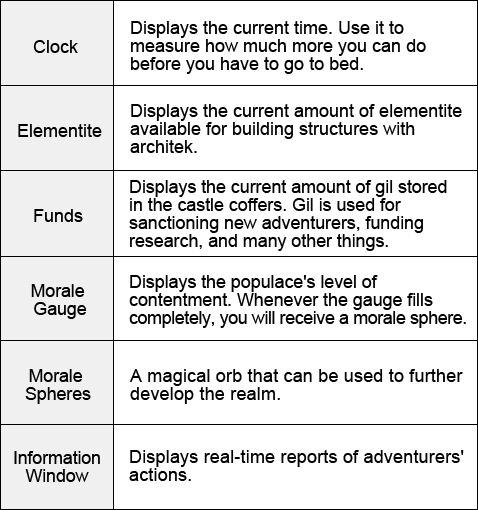 Clock
Displays the current time. Use it to
measure how much more you can do
before you have to go to bed.
Elementite
Displays the current amount of elementite
available for building structures with
architek.
Funds
Displays the current amount of gil stored
in the castle coffers. Gil is used for
sanctioning new adventurers, funding
research, and many other things.
Morale
Gauge
Displays the populace's level of
contentment. Whenever the gauge fills
completely, you will receive a morale sphere.
Morale
Spheres
A magical orb that can be used to further
develop the realm.
Information
Window
Displays real-time reports of adventurers'
actions.